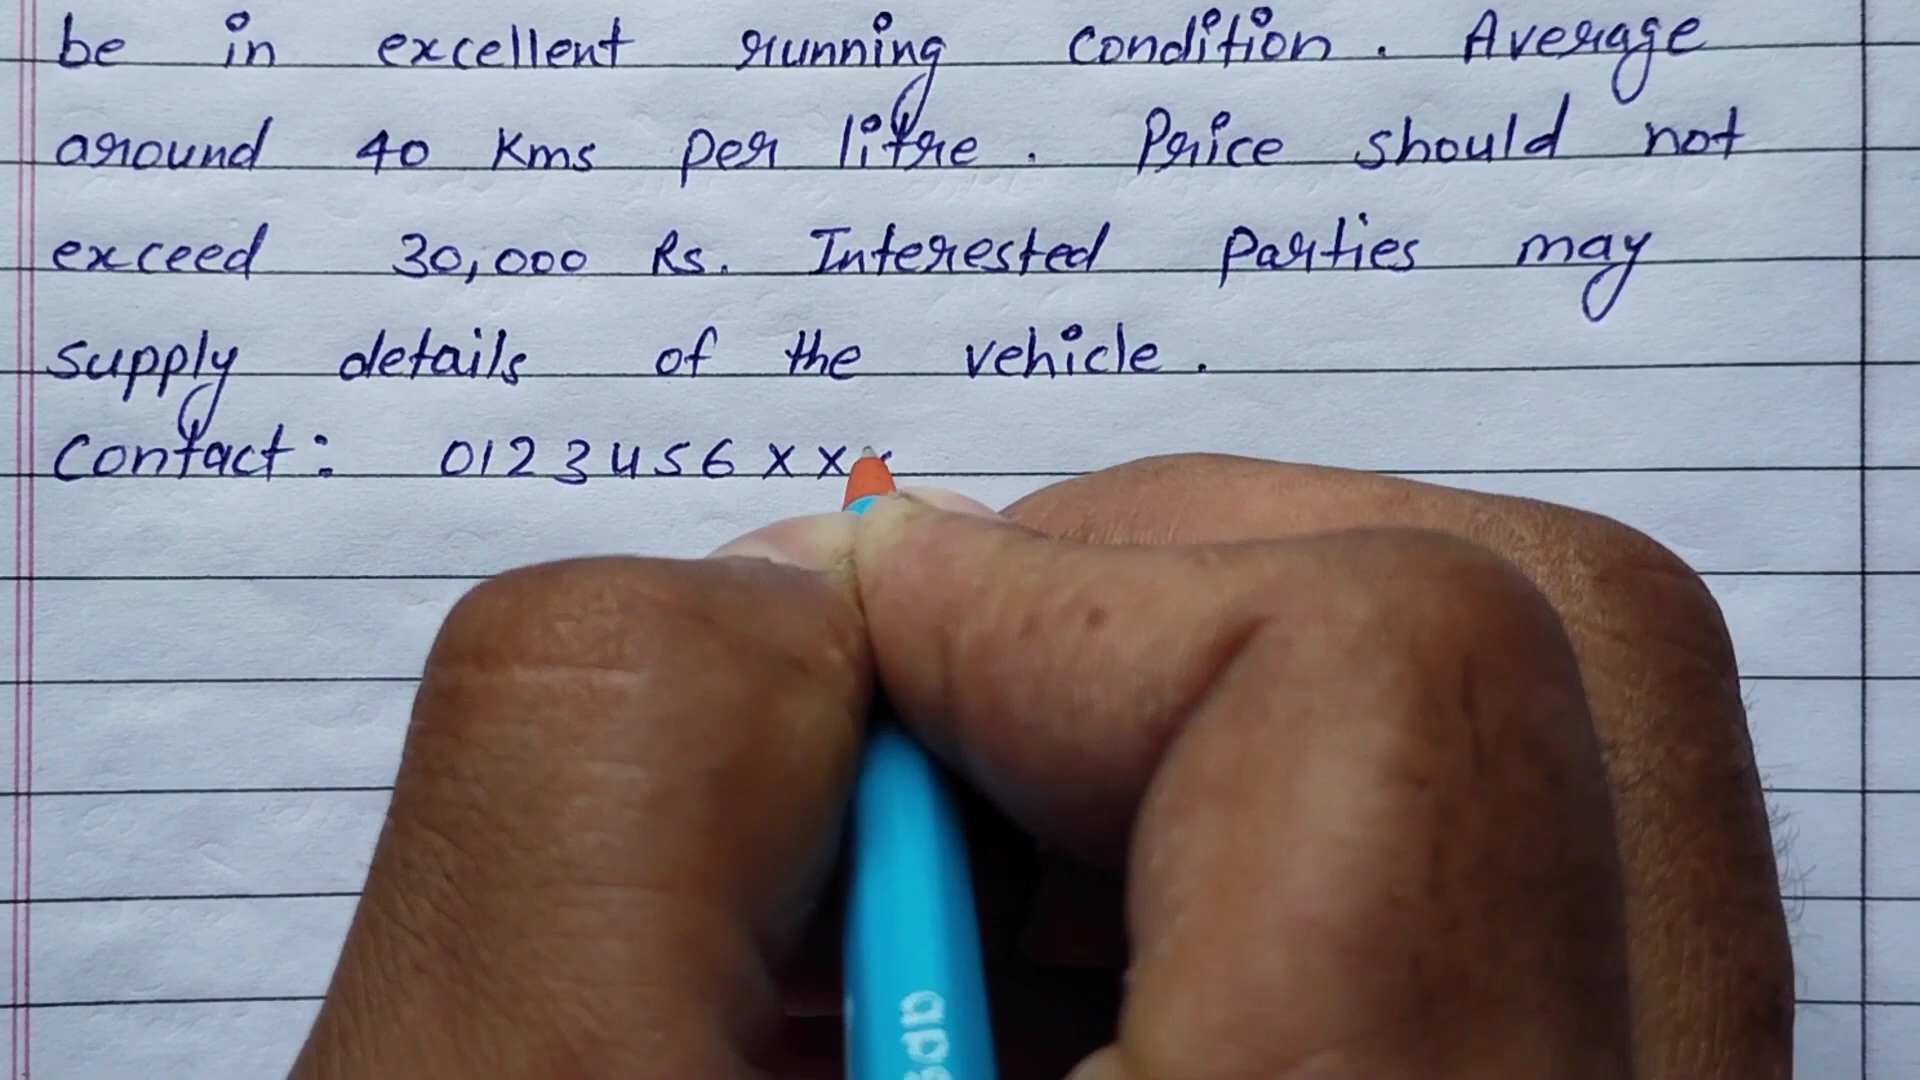 be in excellent running condition. Average
around 40 Kms per litre. Price should not
exceed 30,000 Rs. Interested parties may
supply details of the vehicle.
Contact: 0123456xx